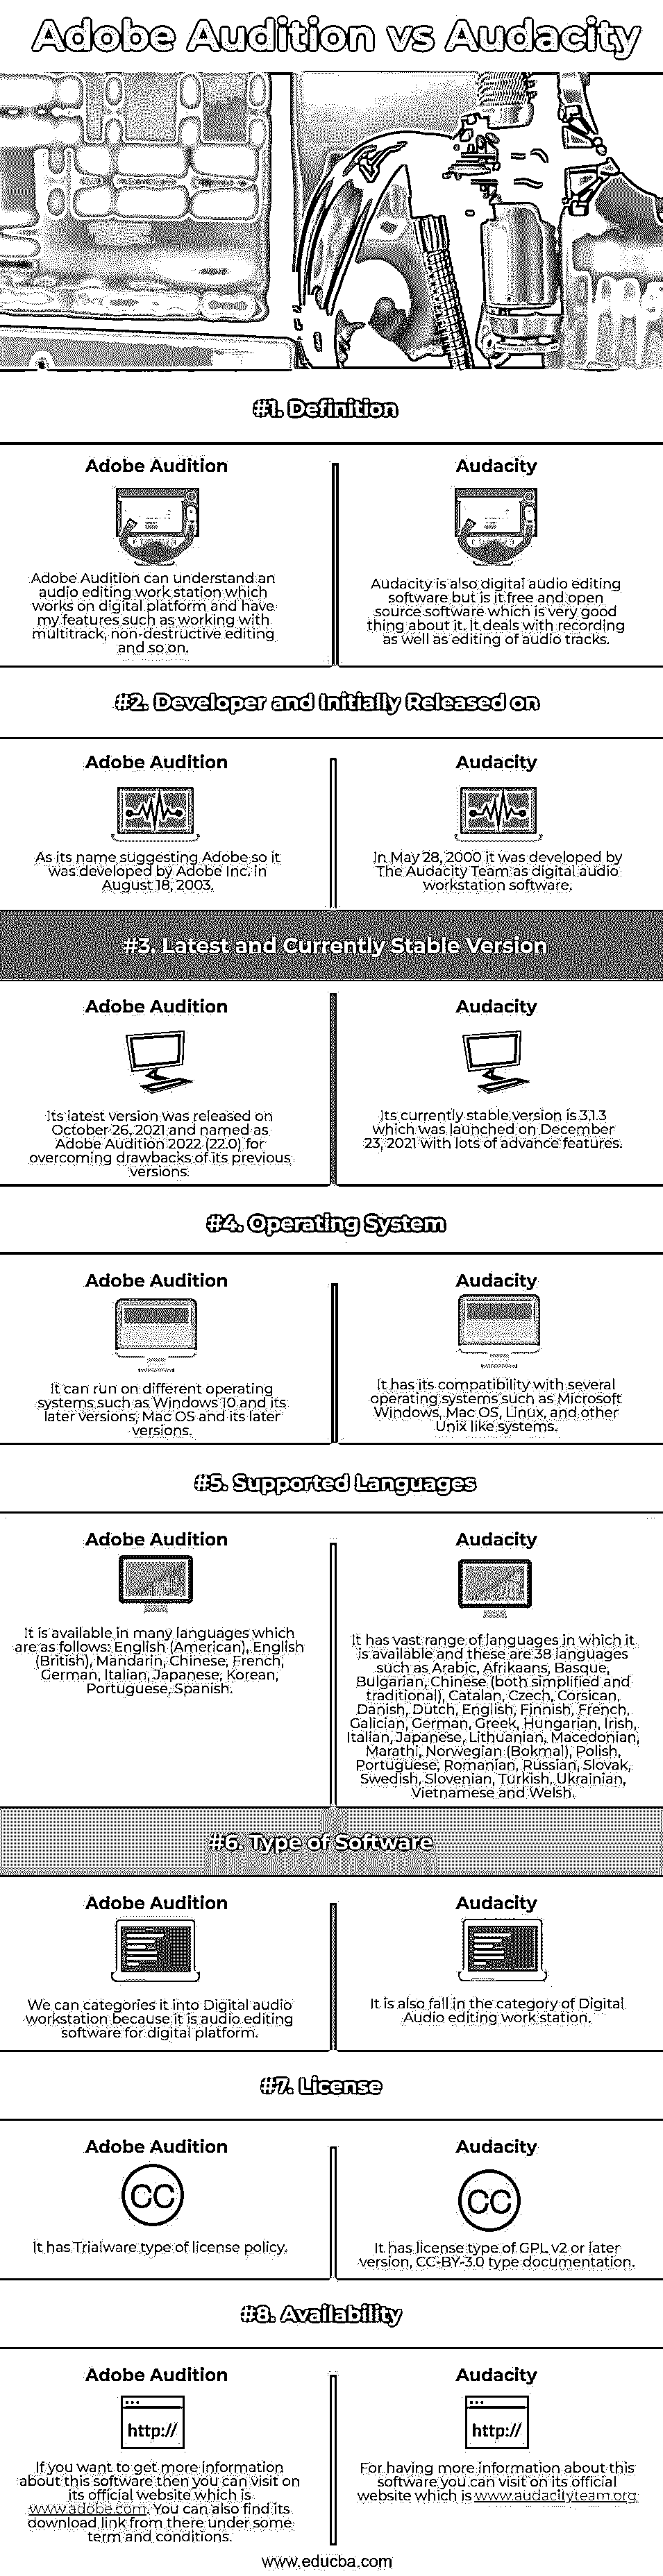 Adobe Audition vs Audacity
#1. Definition
Adobe Audition
Adobe Audition can understand an
audio editing work station which
works on digital platform and have
my features such as working with
multitrack, non-destructive editing
and so on.
Audacity
Audacity is also digital audio editing
software but is it free and open
source software which is very good
thing about it. It deals with recording
as well as editing of audio tracks.
#2. Developer and Initially Released on
Adobe Audition
As its name suggesting Adobe so it
was developed by Adobe Inc. in
August 18, 2003.
Audacity
In May 28, 2000 it was developed by
The Audacity Team as digital audio
workstation software.
#3. Latest and Currently Stable Version
Adobe Audition
Its latest version was released on
October 26, 2021 and named as
Adobe Audition 2022 (22.0) for
overcoming drawbacks of its previous
versions.
Audacity
Its currently stable version is 3.1.3
which was launched on December
23, 2021 with lots of advance features.
#4. Operating System
Adobe Audition
It can run on different operating
systems such as Windows 10 and its
later versions, Mac OS and its later
versions.
Audacity
It has its compatibility with several
operating systems such as Microsoft
Windows, Mac OS, Linux, and other
Unix like systems.
#5. Supported Languages
Adobe Audition
It is available in many languages which
are as follows: English (American), English
(British), Mandarin, Chinese, French,
German, Italian, Japanese, Korean,
Portuguese, Spanish.
Audacity
It has vast range of languages in which it
is available and these are 38 languages
such as Arabic, Afrikaans, Basque,
Bulgarian, Chinese (both simplified and
traditional), Catalan, Czech, Corsican,
Danish, Dutch, English, Finnish, French,
Galician, German, Greek, Hungarian, Irish,
Italian, Japanese, Lithuanian, Macedonian,
Marathi, Norwegian (Bokmal), Polish,
Portuguese, Romanian, Russian, Slovak,
Swedish, Slovenian, Turkish, Ukrainian,
Vietnamese and Welsh.
#6. Type of Software
Adobe Audition
We can categories it into Digital audio
workstation because it is audio editing
software for digital platform.
Audacity
It is also fall in the category of Digital
Audio editing work station.
#7. License
Adobe Audition
CC
It has Trialware type of license policy.
Audacity
CC
It has license type of GPL v2 or later
version, CC-BY-3.0 type documentation.
#8. Availability
Adobe Audition
http://
If you want to get more information
about this software then you can visit on
its official website which is
www.adobe.com. You can also find its
download link from there under some
term and conditions.
Audacity
http://
For having more information about this
software you can visit on its official
website which is www.audacityteam.org
www.educba.com